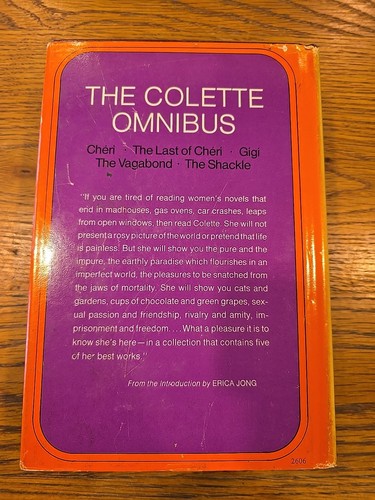 THE COLETTE
OMNIBUS
Chéri · The Last of Chéri · Gigi
The Vagabond · The Shackle
"If you are tired of reading women's novels that
end in madhouses, gas ovens, car crashes, leaps
from open windows, then read Colette. She will not
present a rosy picture of the world or pretend that life
is painless. But she will show you the pure and the
impure, the earthly paradise which flourishes in an
imperfect world, the pleasures to be snatched from
the jaws of mortality. She will show you cats and
gardens, cups of chocolate and green grapes, sex-
ual passion and friendship, rivalry and amity, im-
prisonment and freedom. . . . What a pleasure it is to
know she's here—in a collection that contains five
of her best works."
From the Introduction by ERICA JONG
2606